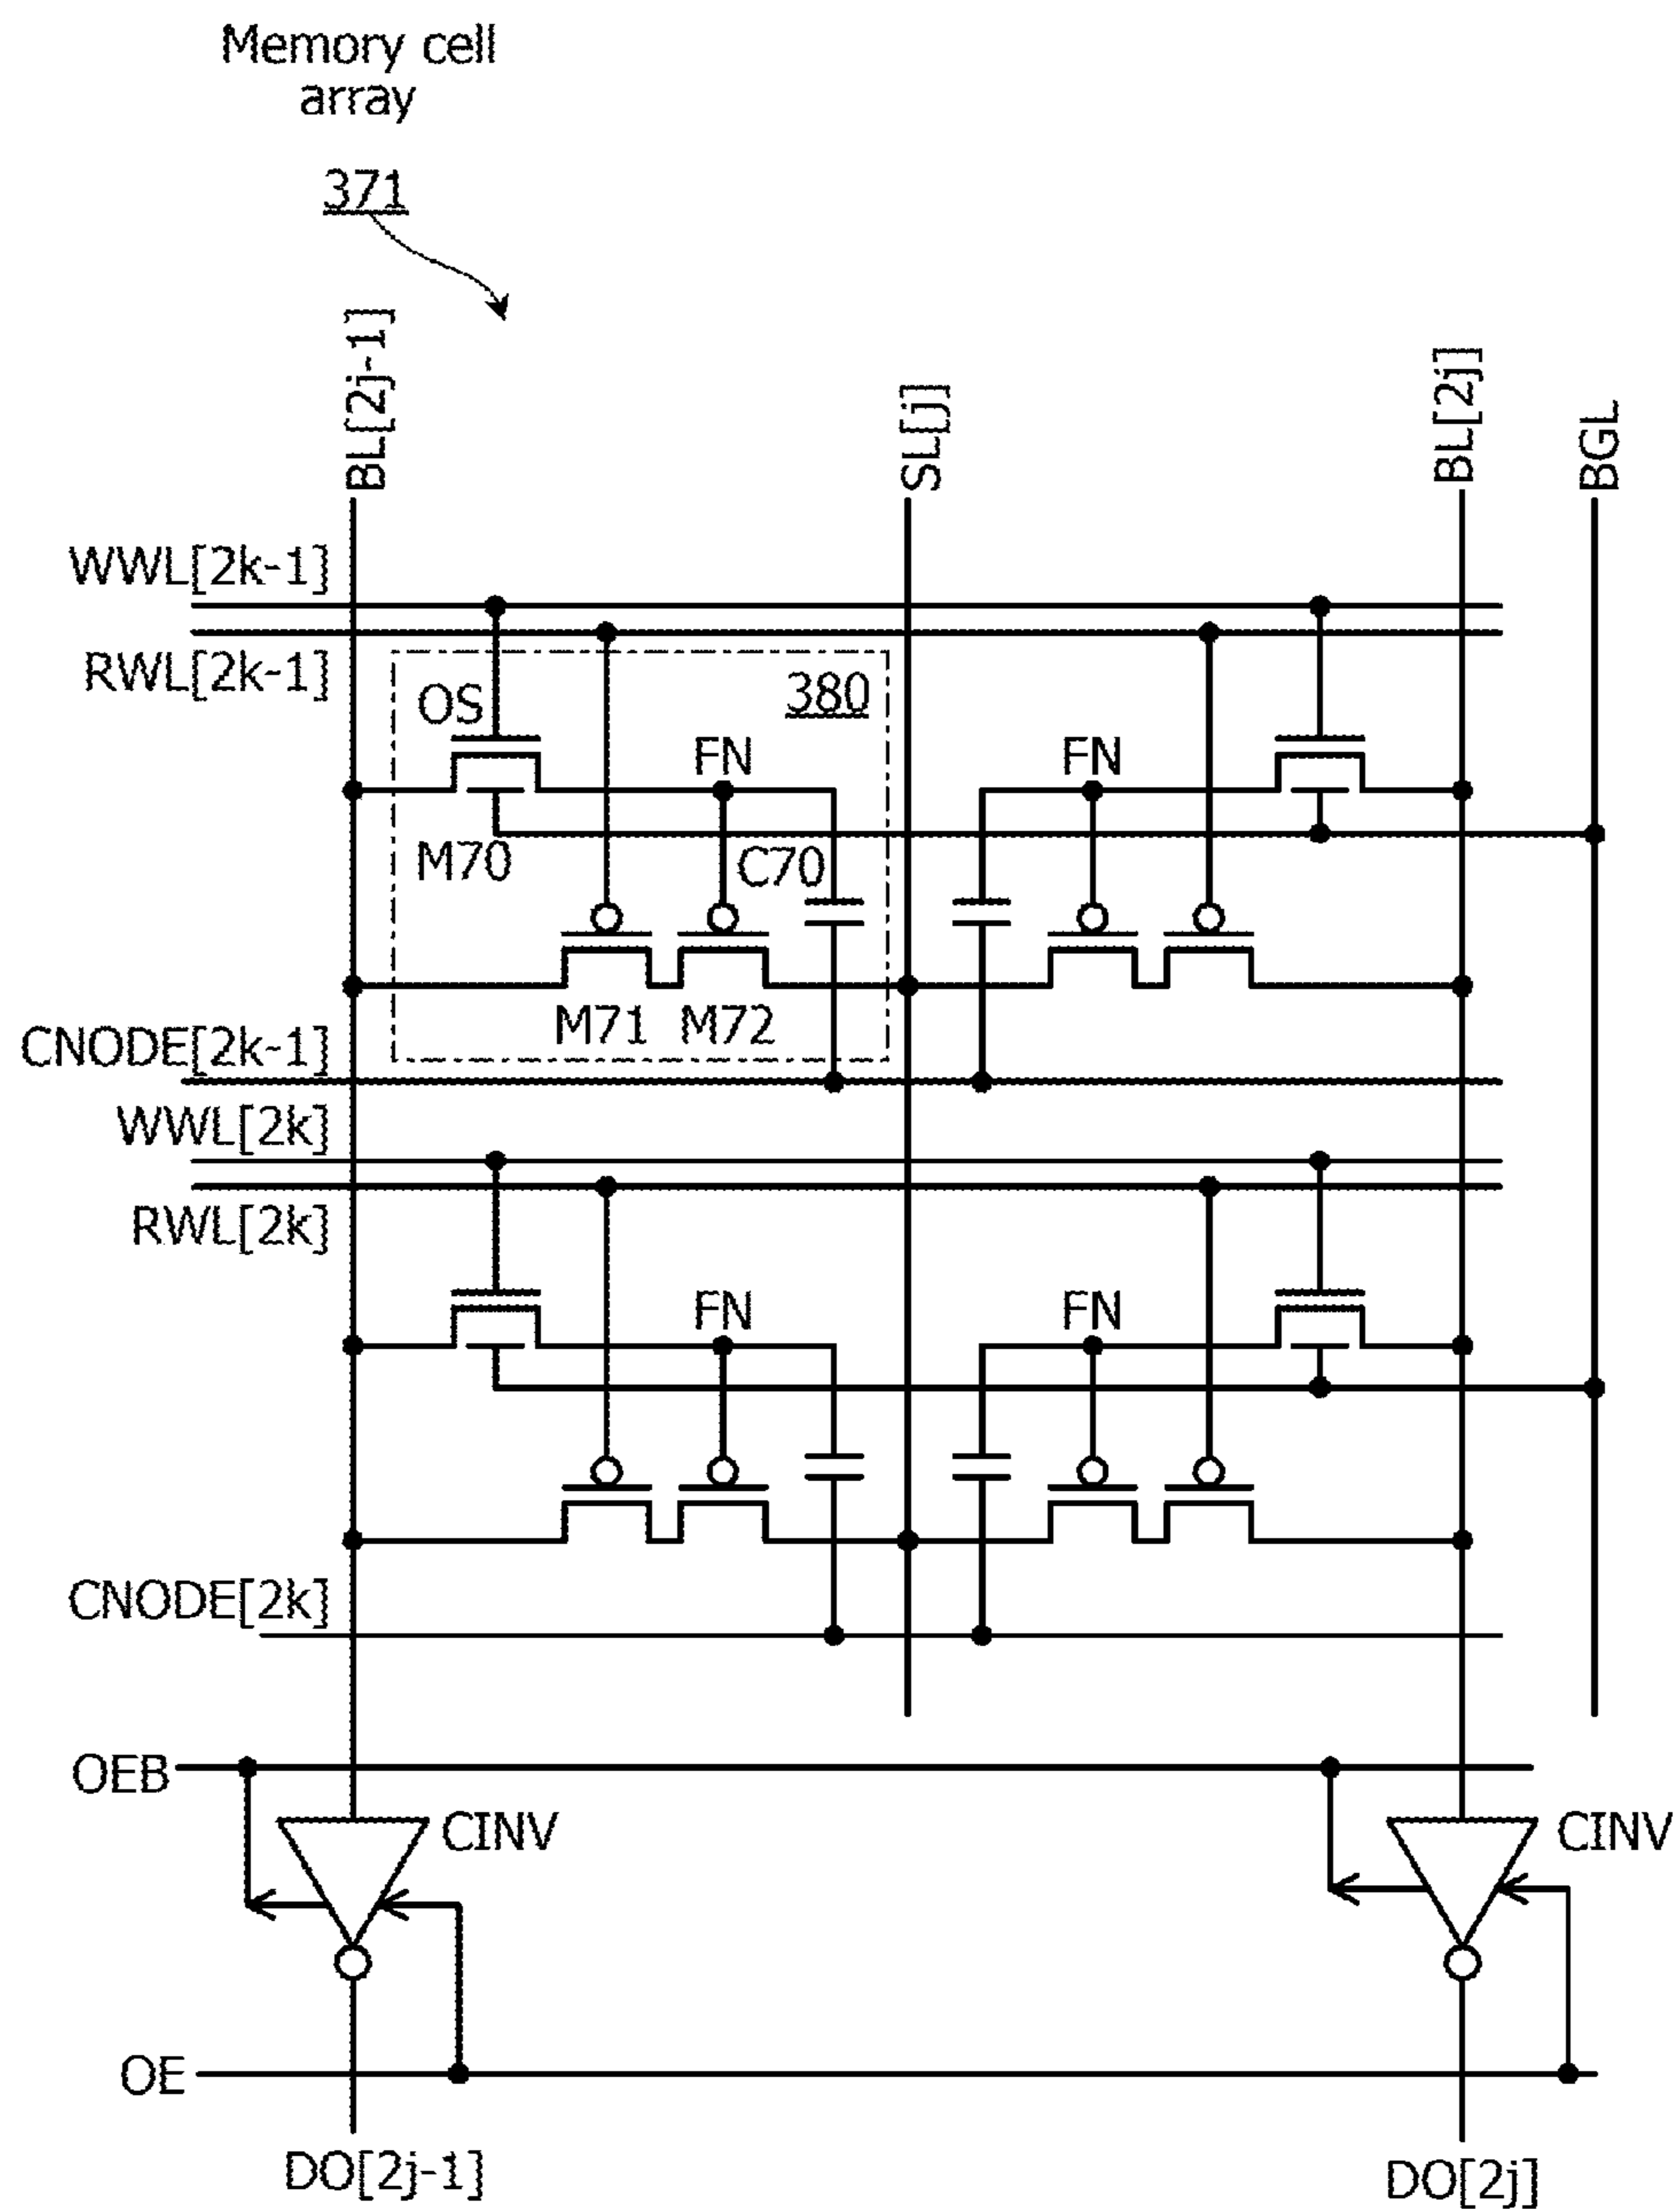 Memory cell
array
371
BL[2j-1]
SL[j]
BL[2j]
BGL
WWL[2k-1]
RWL[2k-1]
OS
380
FN
FN
M70
C70
M71
M72
CNODE[2k-1]
WWL[2k]
RWL[2k]
FN
FN
CNODE[2k]
OEB
CINV
CINV
OE
DO[2j-1]
DO[2j]